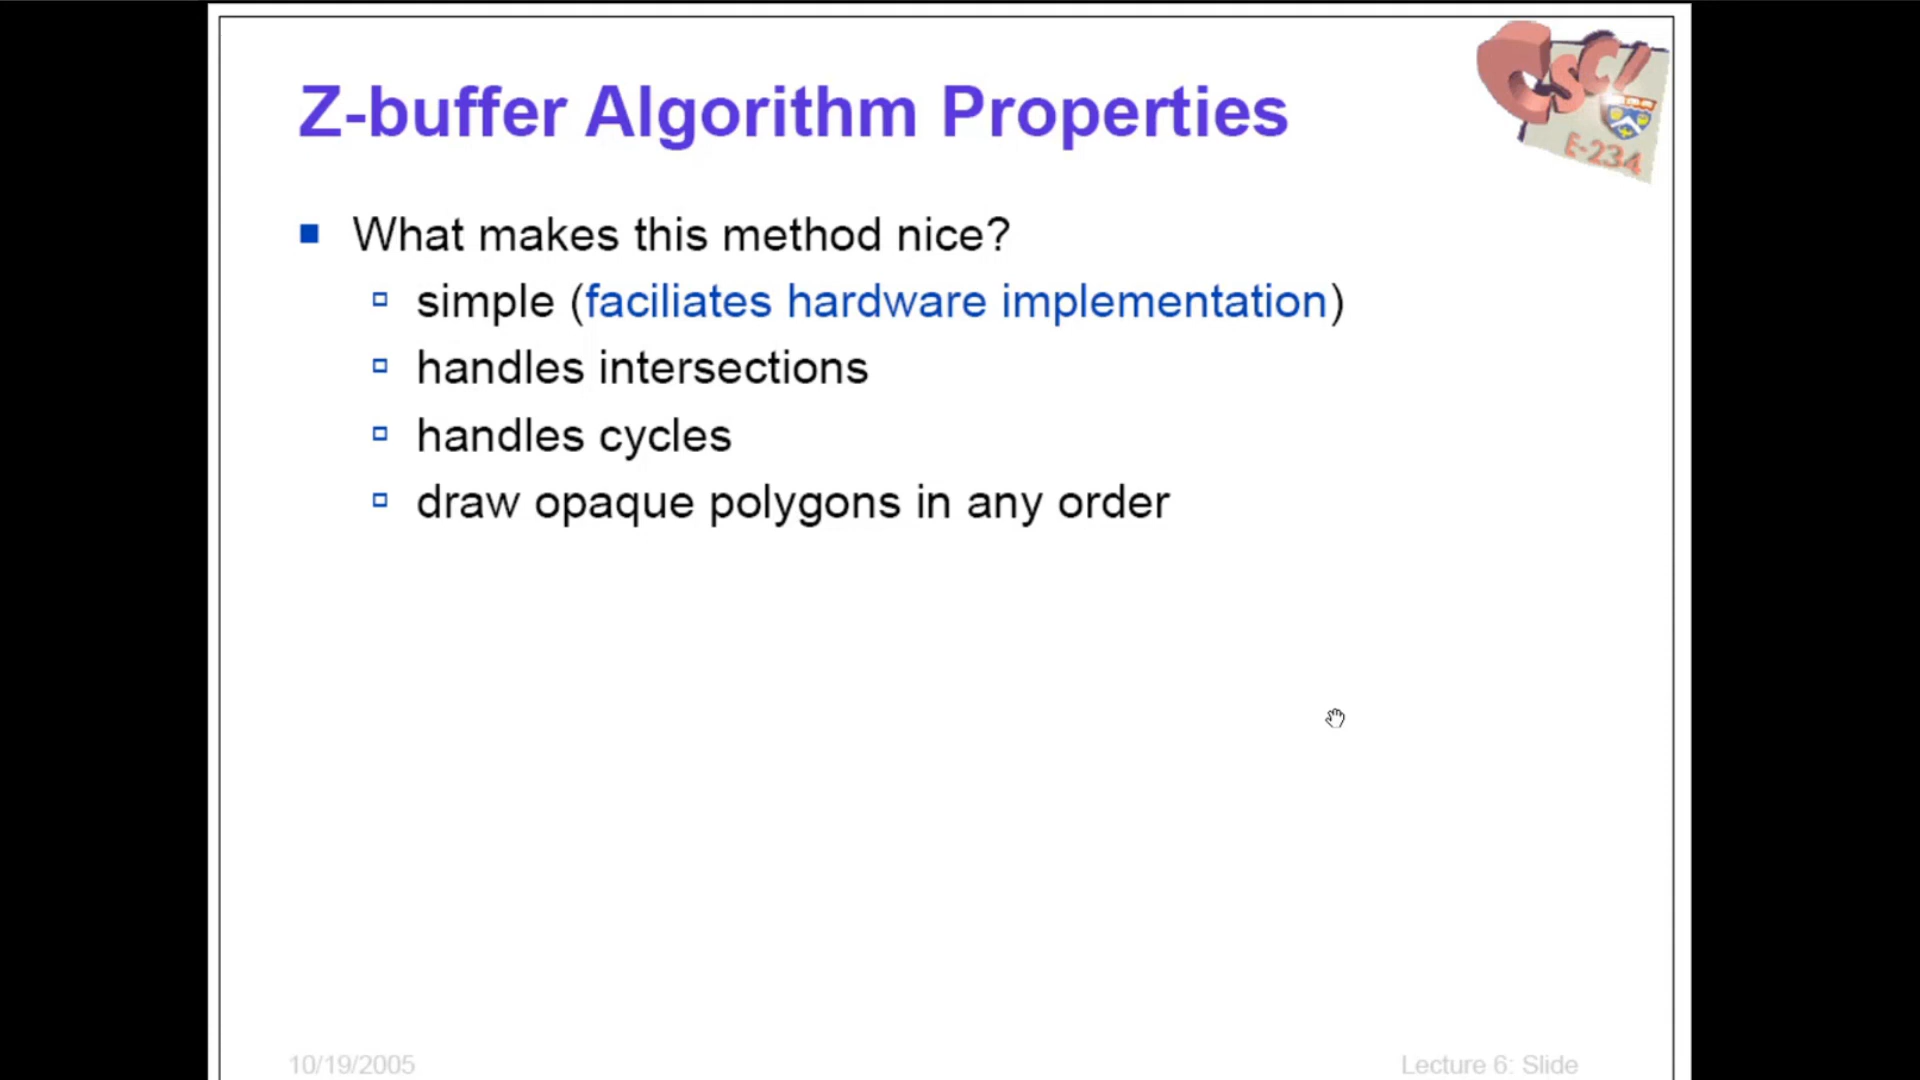 CSCI
E-234
Z-buffer Algorithm Properties
What makes this method nice?
simple (faciliates hardware implementation)
handles intersections
handles cycles
draw opaque polygons in any order
10/19/2005
Lecture 6: Slide